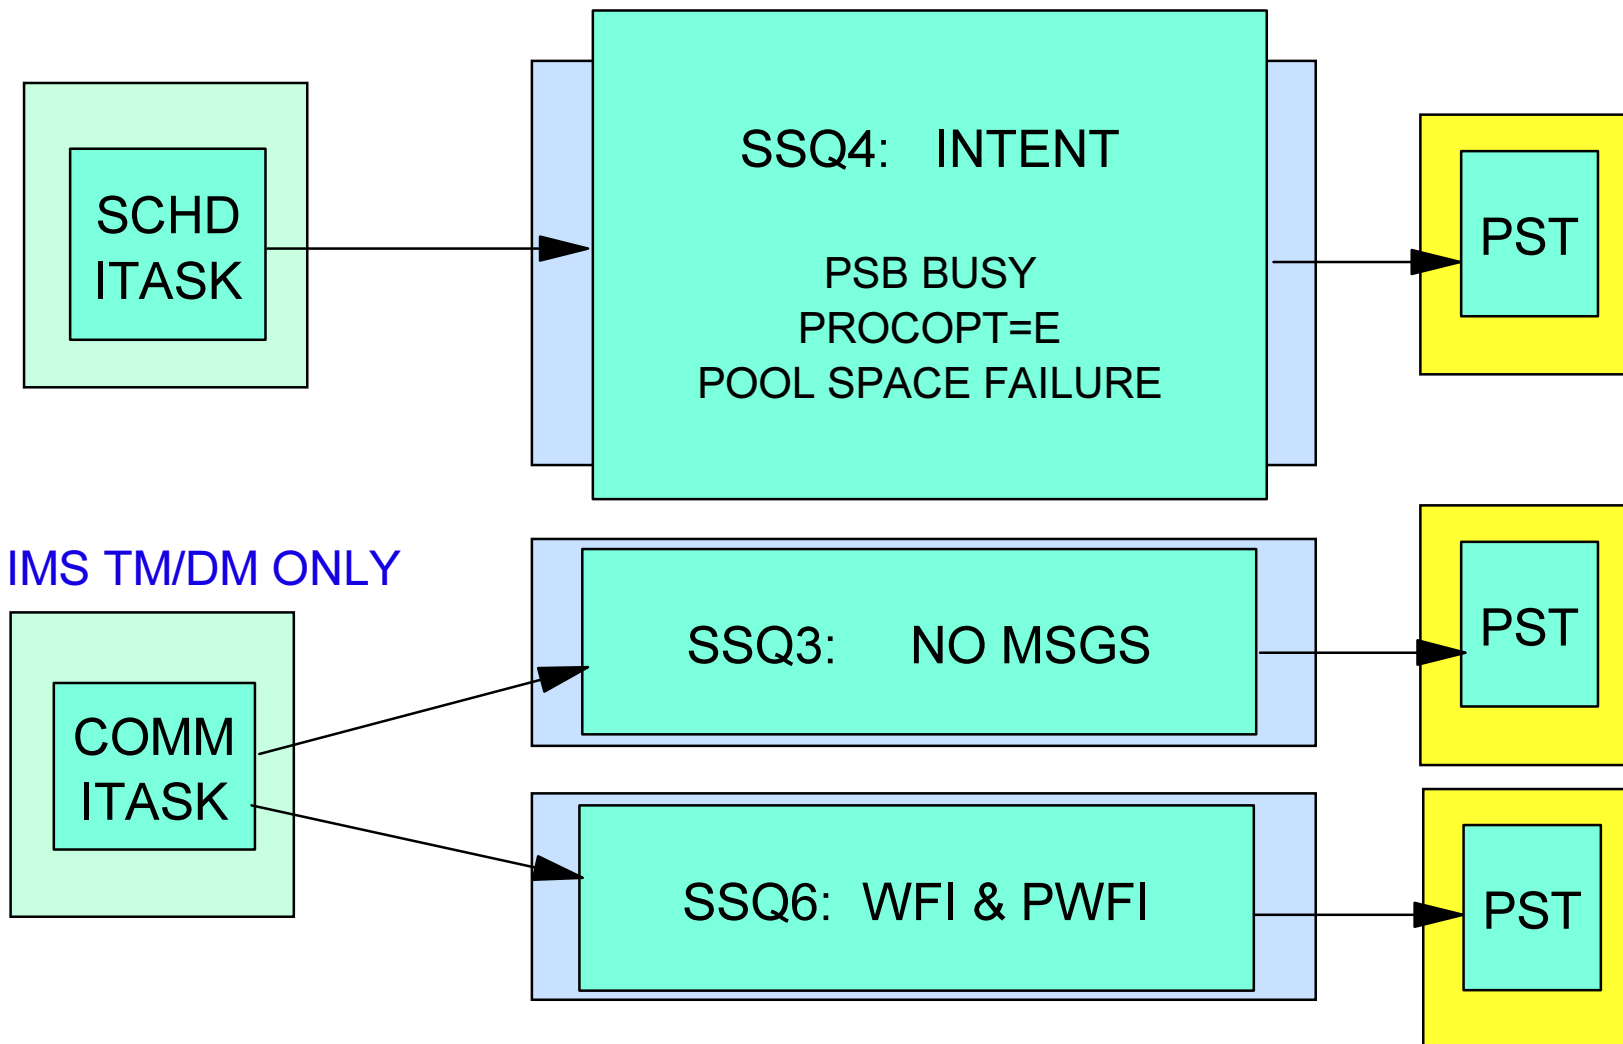 SCHD
ITASK
SSQ4: INTENT
PSB BUSY
PROCOPT=E
POOL SPACE FAILURE
PST
IMS TM/DM ONLY
COMM
ITASK
SSQ3: NO MSGS
PST
SSQ6: WFI & PWFI
PST